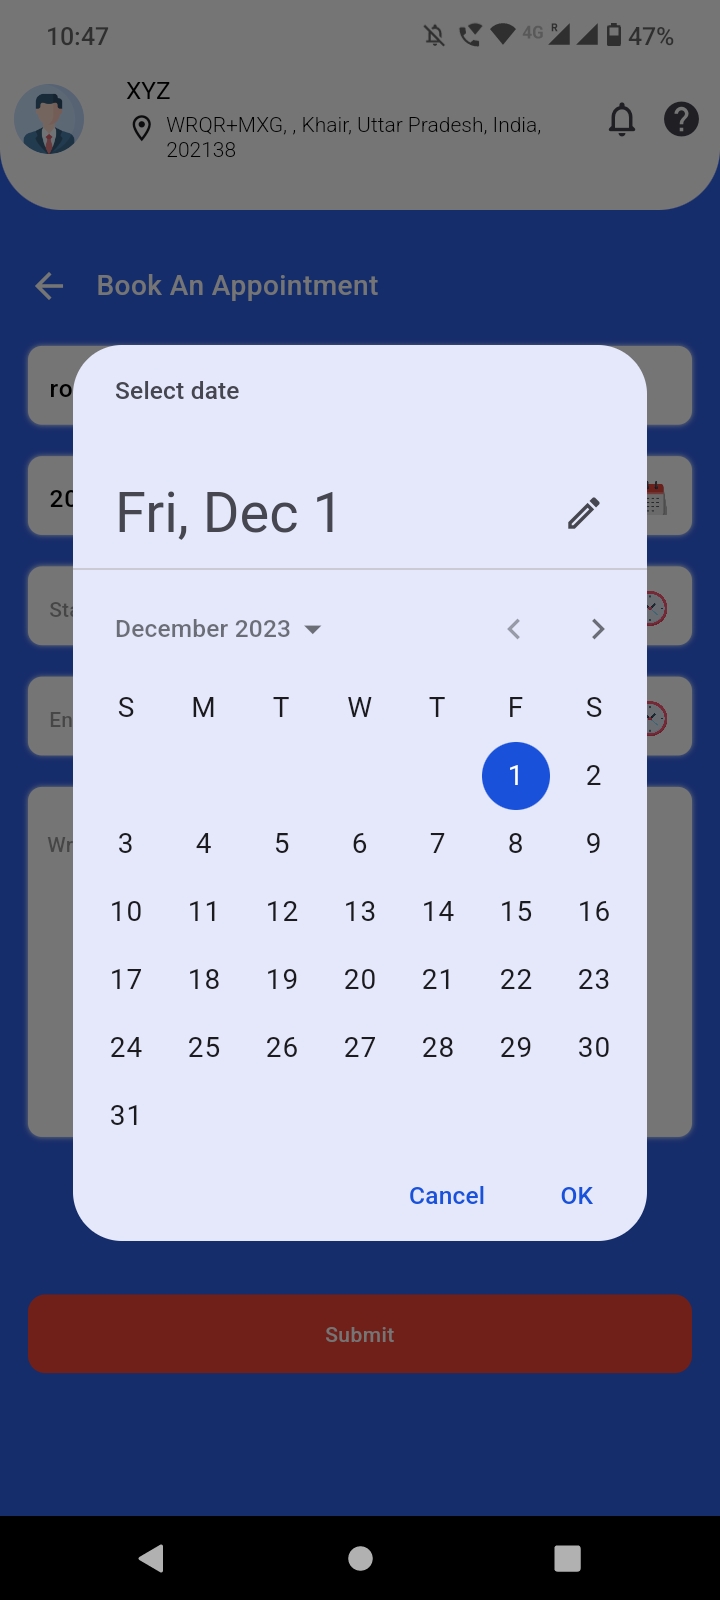 10:47
4G R 47%
XYZ
WRQR+MXG, , Khair, Uttar Pradesh, India,
202138
Book An Appointment
ro
20
Sta
En
Wr
Select date
Fri, Dec 1
December 2023
S M T W T F S
1 2
3 4 5 6 7 8 9
10 11 12 13 14 15 16
17 18 19 20 21 22 23
24 25 26 27 28 29 30
31
Cancel OK
Submit